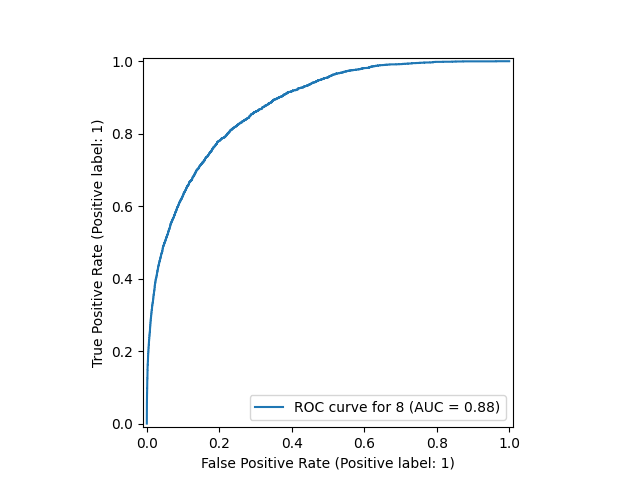 1.0
0.8
0.6
0.4
0.2
0.0
True Positive Rate (Positive label: 1)
ROC curve for 8 (AUC = 0.88)
0.0 0.2 0.4 0.6 0.8 1.0
False Positive Rate (Positive label: 1)